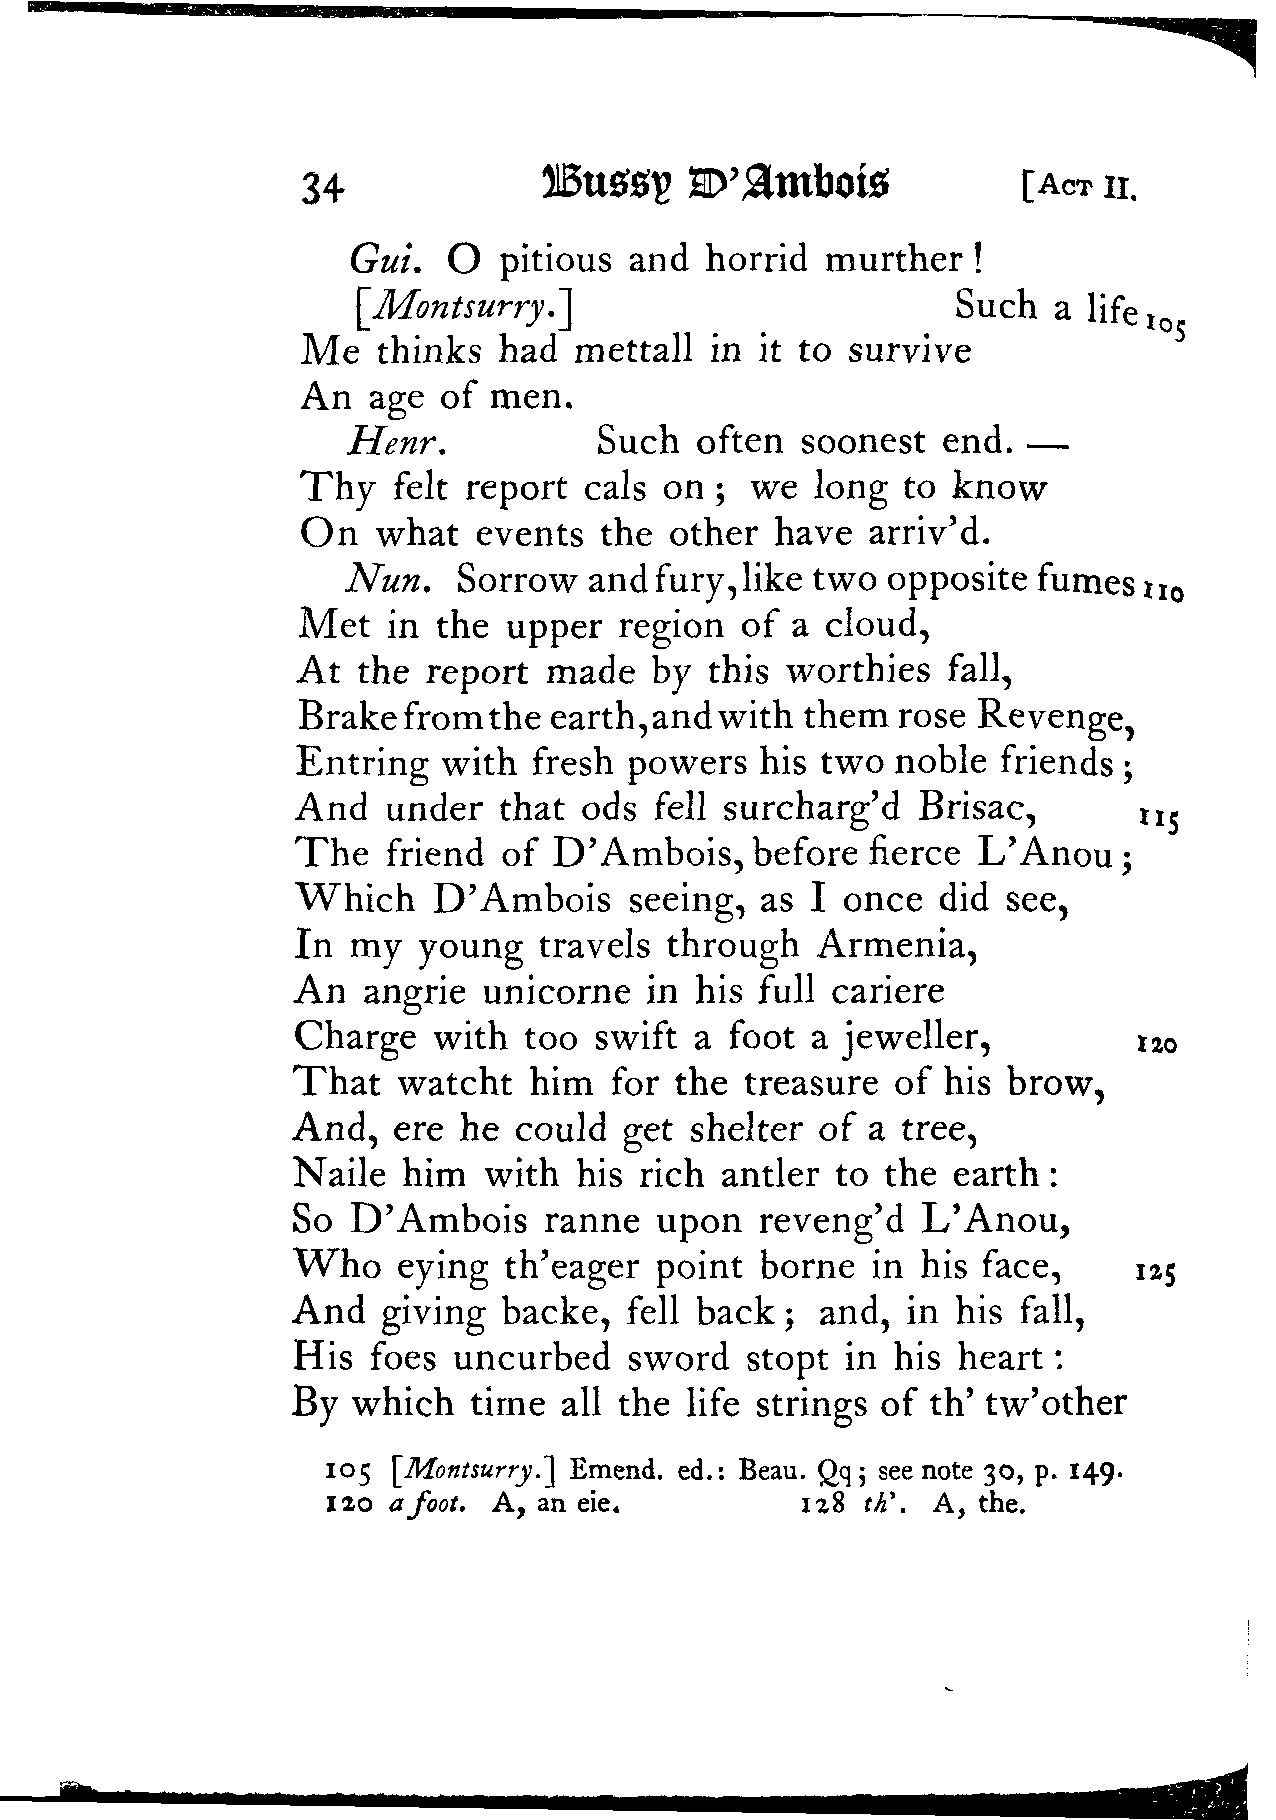 34 Bussy D'Ambois [ACT II.
Gui. O pitious and horrid murther !
[Montsurry.] Such a life 105
Me thinks had mettall in it to survive
An age of men.
Henr. Such often soonest end. —
Thy felt report cals on ; we long to know
On what events the other have arriv'd.
Nun. Sorrow and fury, like two opposite fumes 110
Met in the upper region of a cloud,
At the report made by this worthies fall,
Brake from the earth, and with them rose Revenge,
Entring with fresh powers his two noble friends ;
And under that ods fell surcharg'd Brisac, 115
The friend of D'Ambois, before fierce L'Anou ;
Which D'Ambois seeing, as I once did see,
In my young travels through Armenia,
An angrie unicorne in his full cariere
Charge with too swift a foot a jeweller, 120
That watcht him for the treasure of his brow,
And, ere he could get shelter of a tree,
Naile him with his rich antler to the earth :
So D'Ambois ranne upon reveng'd L'Anou,
Who eying th'eager point borne in his face, 125
And giving backe, fell back ; and, in his fall,
His foes uncurbed sword stopt in his heart :
By which time all the life strings of th' tw'other
105 [Montsurry.] Emend. ed.: Beau. Qq ; see note 30, p. 149.
120 a foot. A, an eie. 128 th'. A, the.